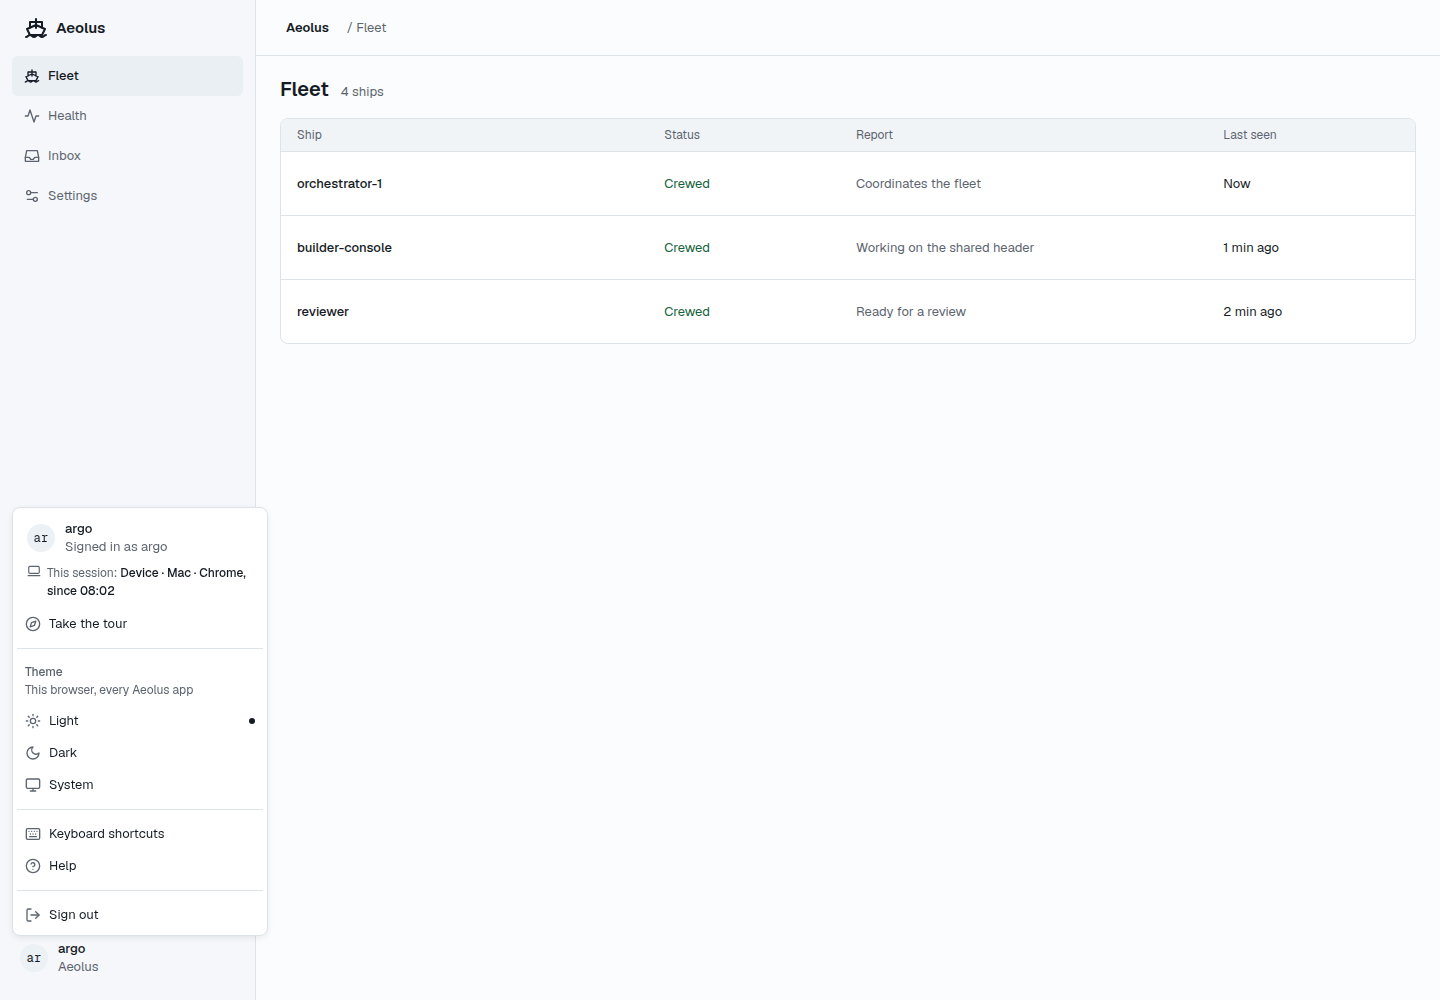 Aeolus
Fleet
Health
Inbox
Settings
Aeolus / Fleet
Fleet 4 ships
Ship Status Report Last seen
orchestrator-1 Crewed Coordinates the fleet Now
builder-console Crewed Working on the shared header 1 min ago
reviewer Crewed Ready for a review 2 min ago
ar argo
Signed in as argo
This session: Device · Mac · Chrome,
since 08:02
Take the tour
Theme
This browser, every Aeolus app
Light
Dark
System
Keyboard shortcuts
Help
Sign out
ar argo
Aeolus